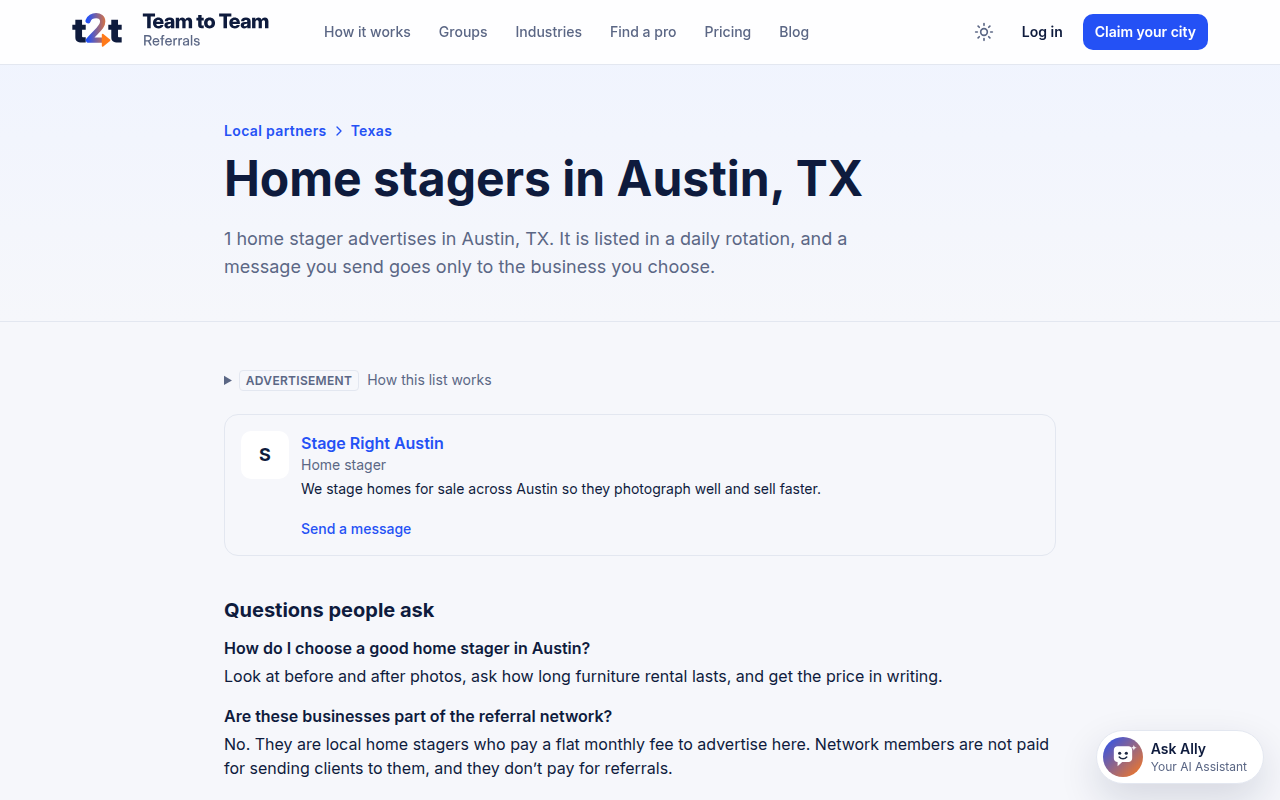 t2t Team to Team
Referrals
How it works
Groups
Industries
Find a pro
Pricing
Blog
Log in
Claim your city
Local partners > Texas
Home stagers in Austin, TX
1 home stager advertises in Austin, TX. It is listed in a daily rotation, and a
message you send goes only to the business you choose.
ADVERTISEMENT How this list works
S
Stage Right Austin
Home stager
We stage homes for sale across Austin so they photograph well and sell faster.
Send a message
Questions people ask
How do I choose a good home stager in Austin?
Look at before and after photos, ask how long furniture rental lasts, and get the price in writing.
Are these businesses part of the referral network?
No. They are local home stagers who pay a flat monthly fee to advertise here. Network members are not paid
for sending clients to them, and they don’t pay for referrals.
Ask Ally
Your AI Assistant